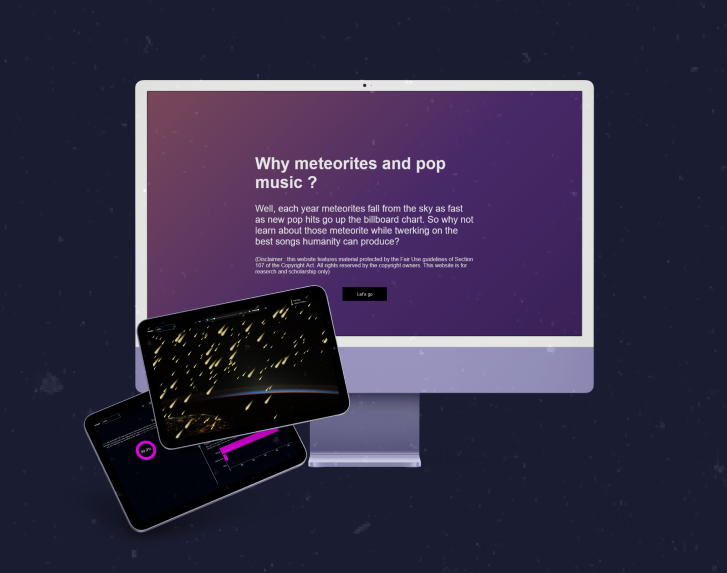 Why meteorites and pop
music ?
Well, each year meteorites fall from the sky as fast
as new pop hits go up the billboard chart. So why not
learn about those meteorite while twerking on the
best songs humanity can produce?
(Disclaimer : this website features material protected by the Fair Use guidelines of Section
107 of the Copyright Act. All rights reserved by the copyright owners. This website is for
reaserch and scholarship only)
Let's go